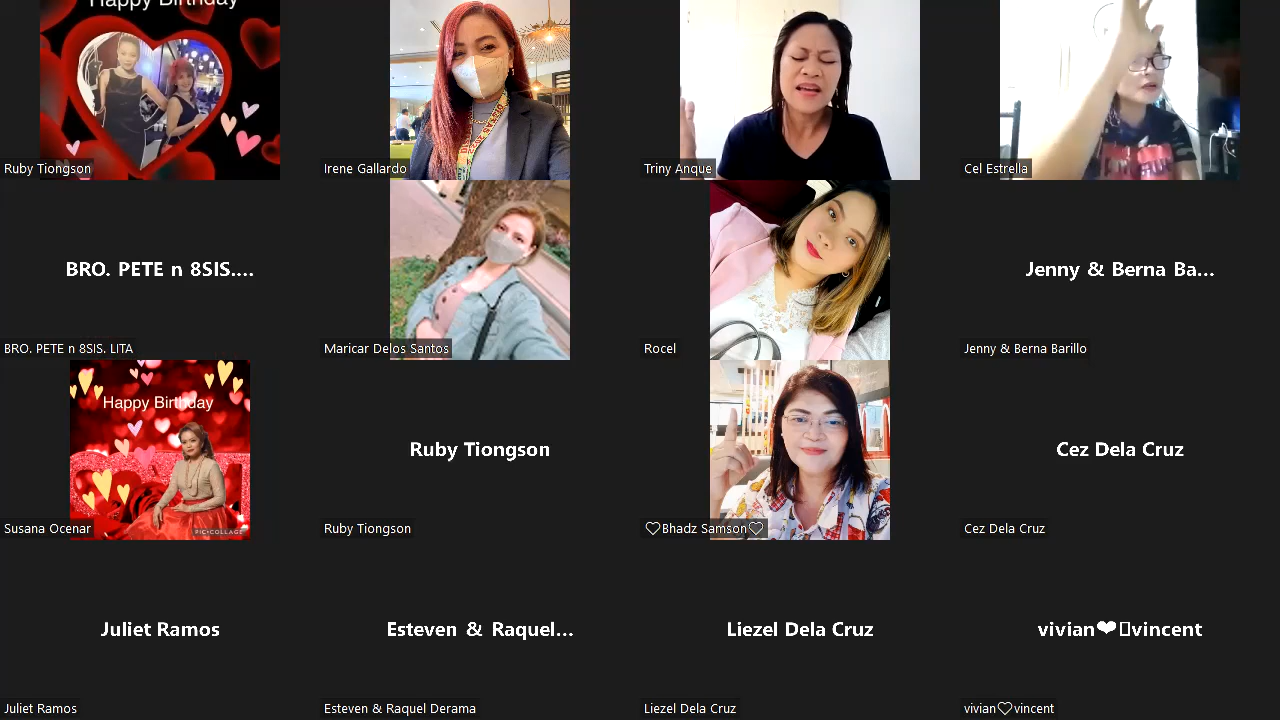 Happy Birthday
Ruby Tiongson
Irene Gallardo
Triny Anque
Cel Estrella
BRO. PETE n 8SIS....
BRO. PETE n 8SIS. LITA
Maricar Delos Santos
Rocel
Jenny & Berna Ba...
Jenny & Berna Barillo
Happy Birthday
PIC•COLLAGE
Susana Ocenar
Ruby Tiongson
Ruby Tiongson
♡Bhadz Samson♡
Cez Dela Cruz
Cez Dela Cruz
Juliet Ramos
Juliet Ramos
Esteven & Raquel...
Esteven & Raquel Derama
Liezel Dela Cruz
Liezel Dela Cruz
vivian❤▯vincent
vivian♡vincent